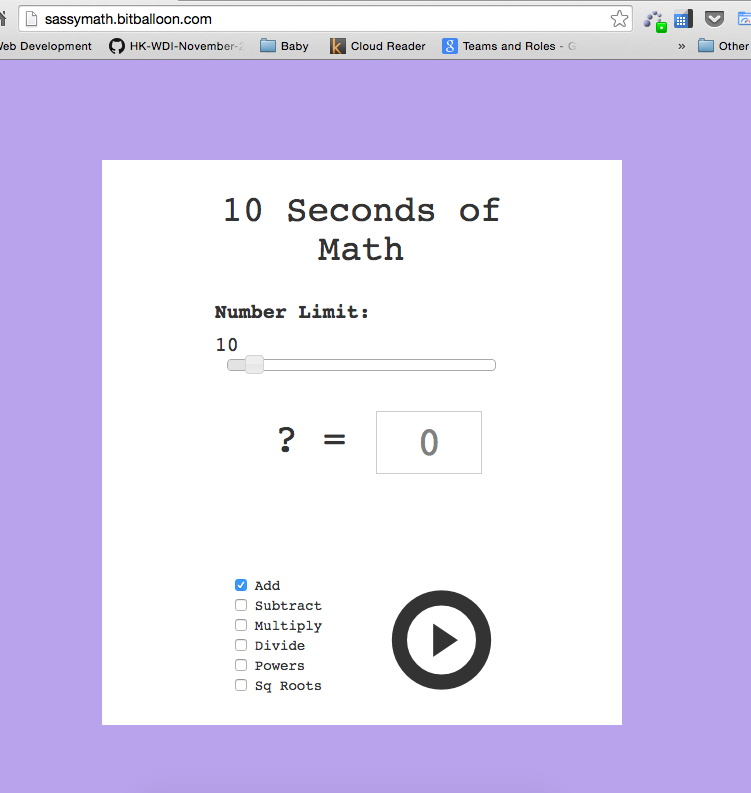 sassymath.bitballoon.com
eb Development HK-WDI-November-2 Baby Cloud Reader Teams and Roles - G » Other
10 Seconds of
Math
Number Limit:
10
? = 0
Add
Subtract
Multiply
Divide
Powers
Sq Roots